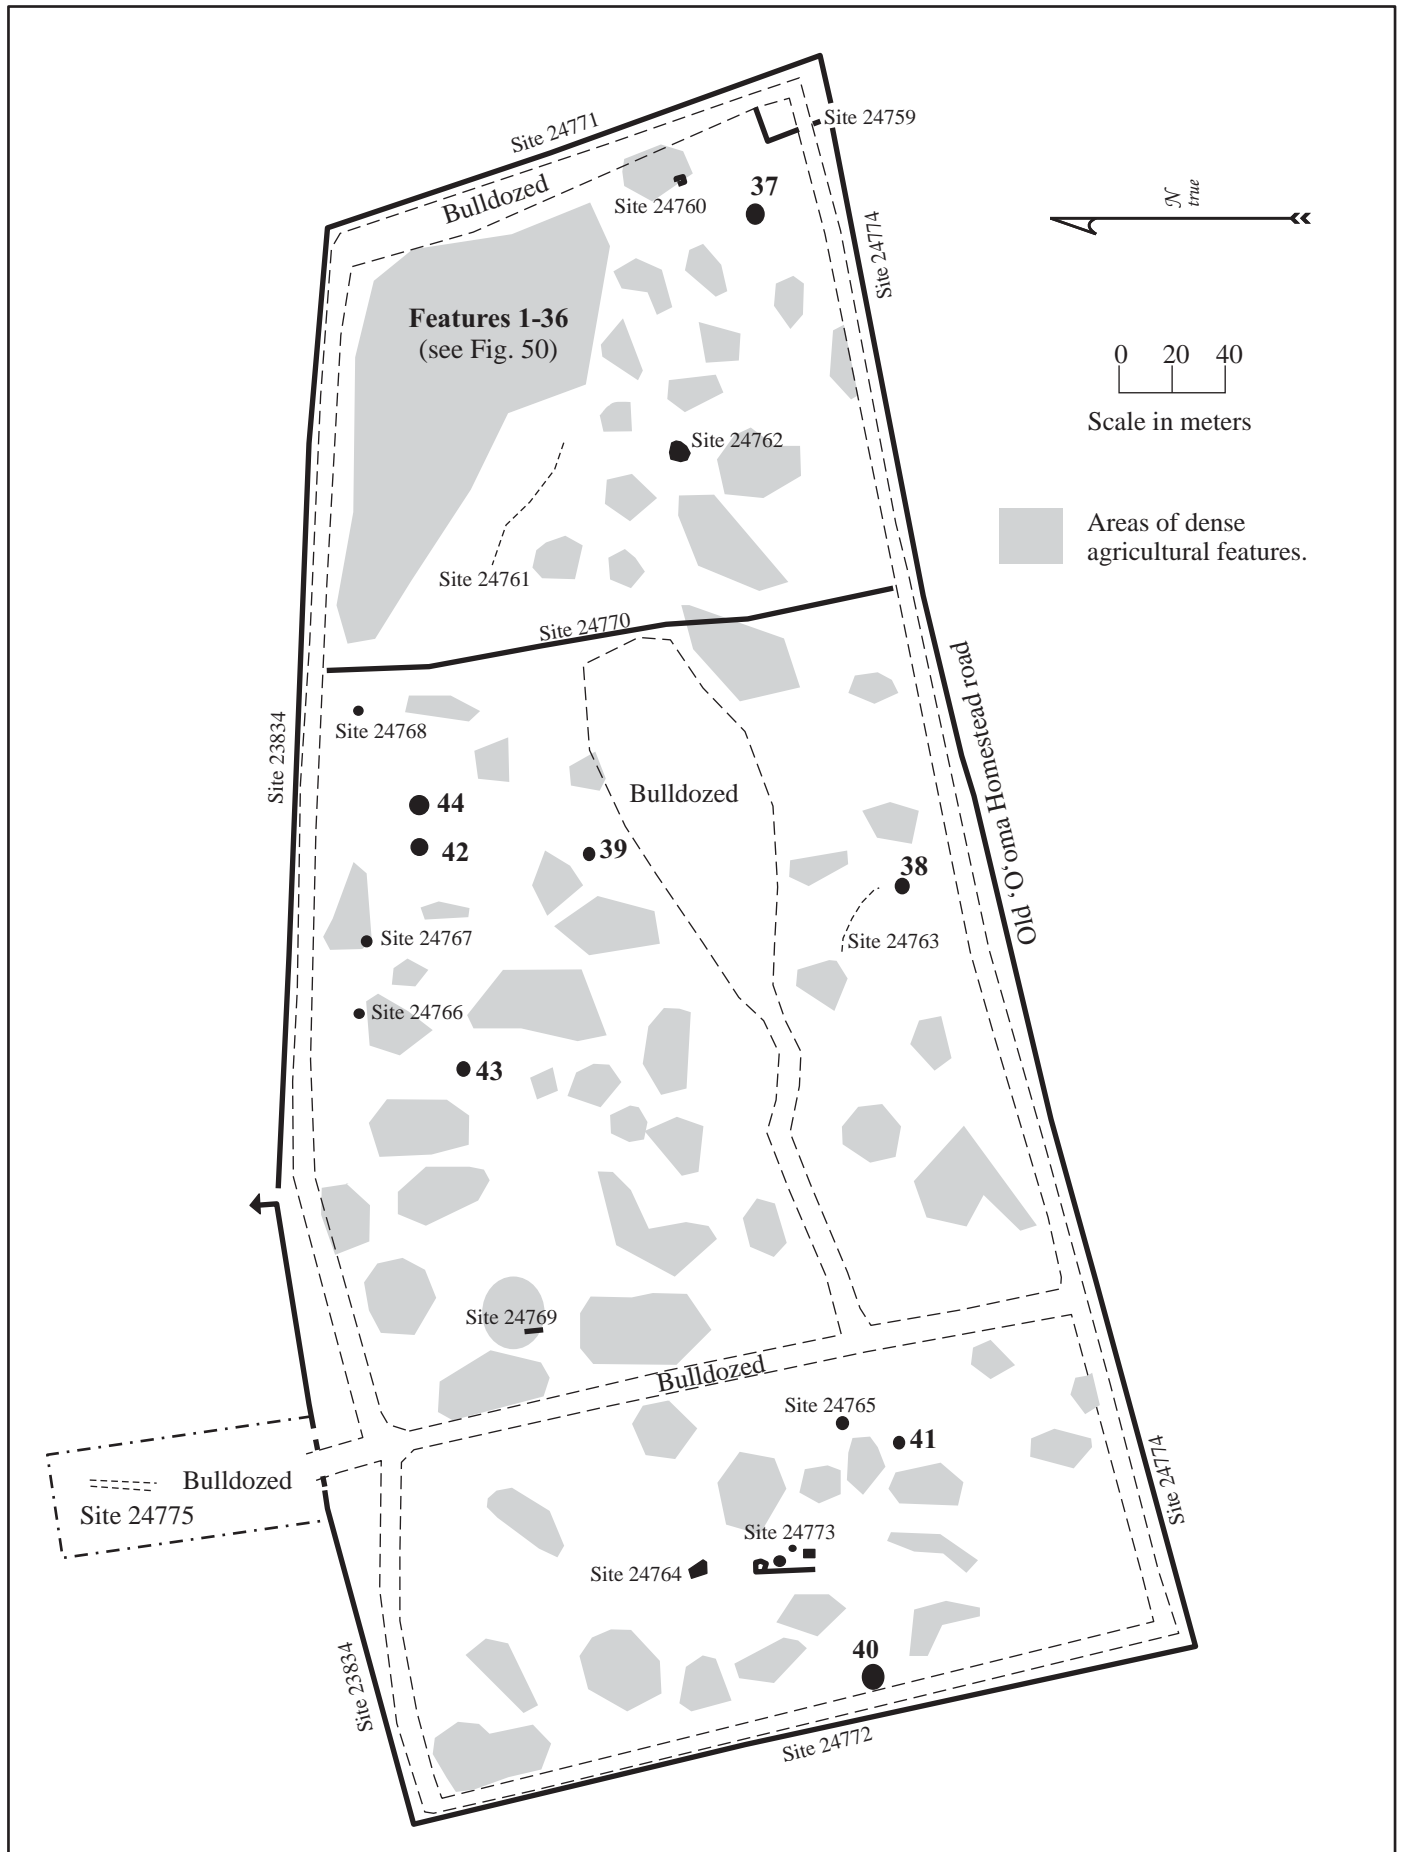 Site 24771
Site 24759
Bulldozed
Site 24760
37
N
true
Site 24774
Features 1-36
(see Fig. 50)
0 20 40
Scale in meters
Site 24762
Areas of dense
agricultural features.
Site 24761
Site 24770
Old ‘O‘oma Homestead road
Site 23834
Site 24768
Bulldozed
44
42
39
38
Site 24767
Site 24763
Site 24766
43
Site 24769
Bulldozed
Site 24765
41
Site 24774
Bulldozed
Site 24775
Site 24773
Site 24764
40
Site 23834
Site 24772